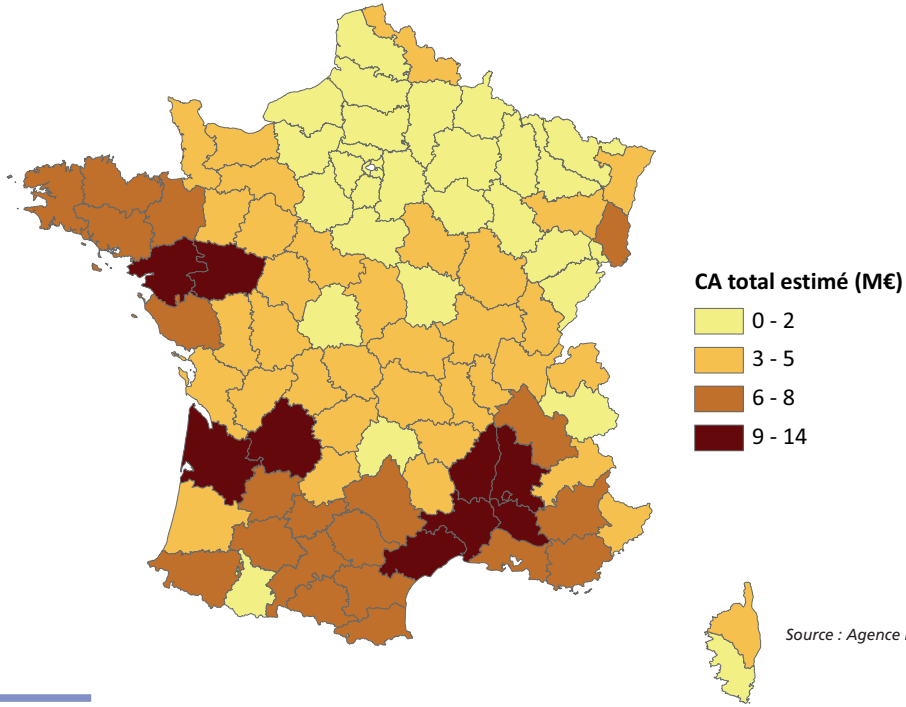 CA total estimé (M€)
0 - 2
3 - 5
6 - 8
9 - 14
Source : Agence